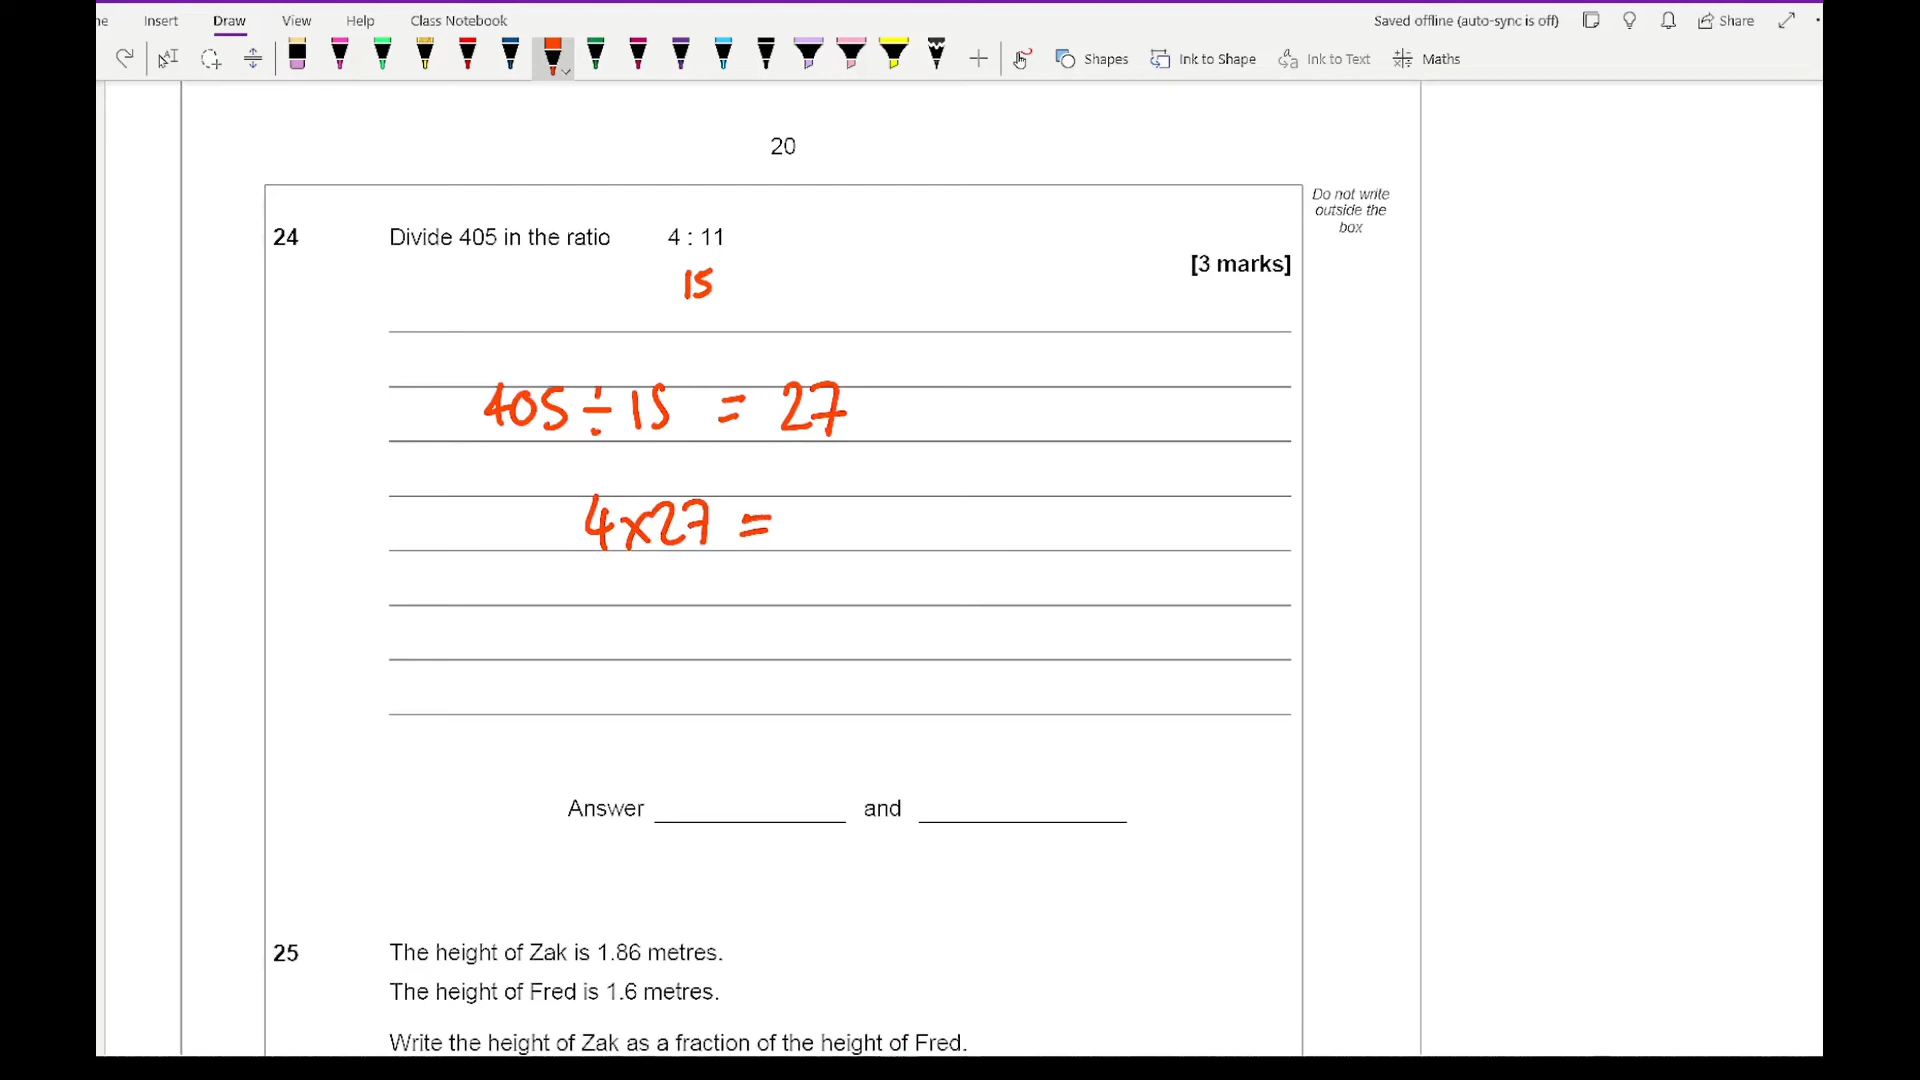 Insert Draw View Help Class Notebook Saved offline (auto-sync is off) Share
Shapes Ink to Shape Ink to Text Maths
20
Do not write
outside the
box
24 Divide 405 in the ratio 4 : 11
[3 marks]
15
405 ÷ 15 = 27
4x27 =
Answer and
25 The height of Zak is 1.86 metres.
The height of Fred is 1.6 metres.
Write the height of Zak as a fraction of the height of Fred.